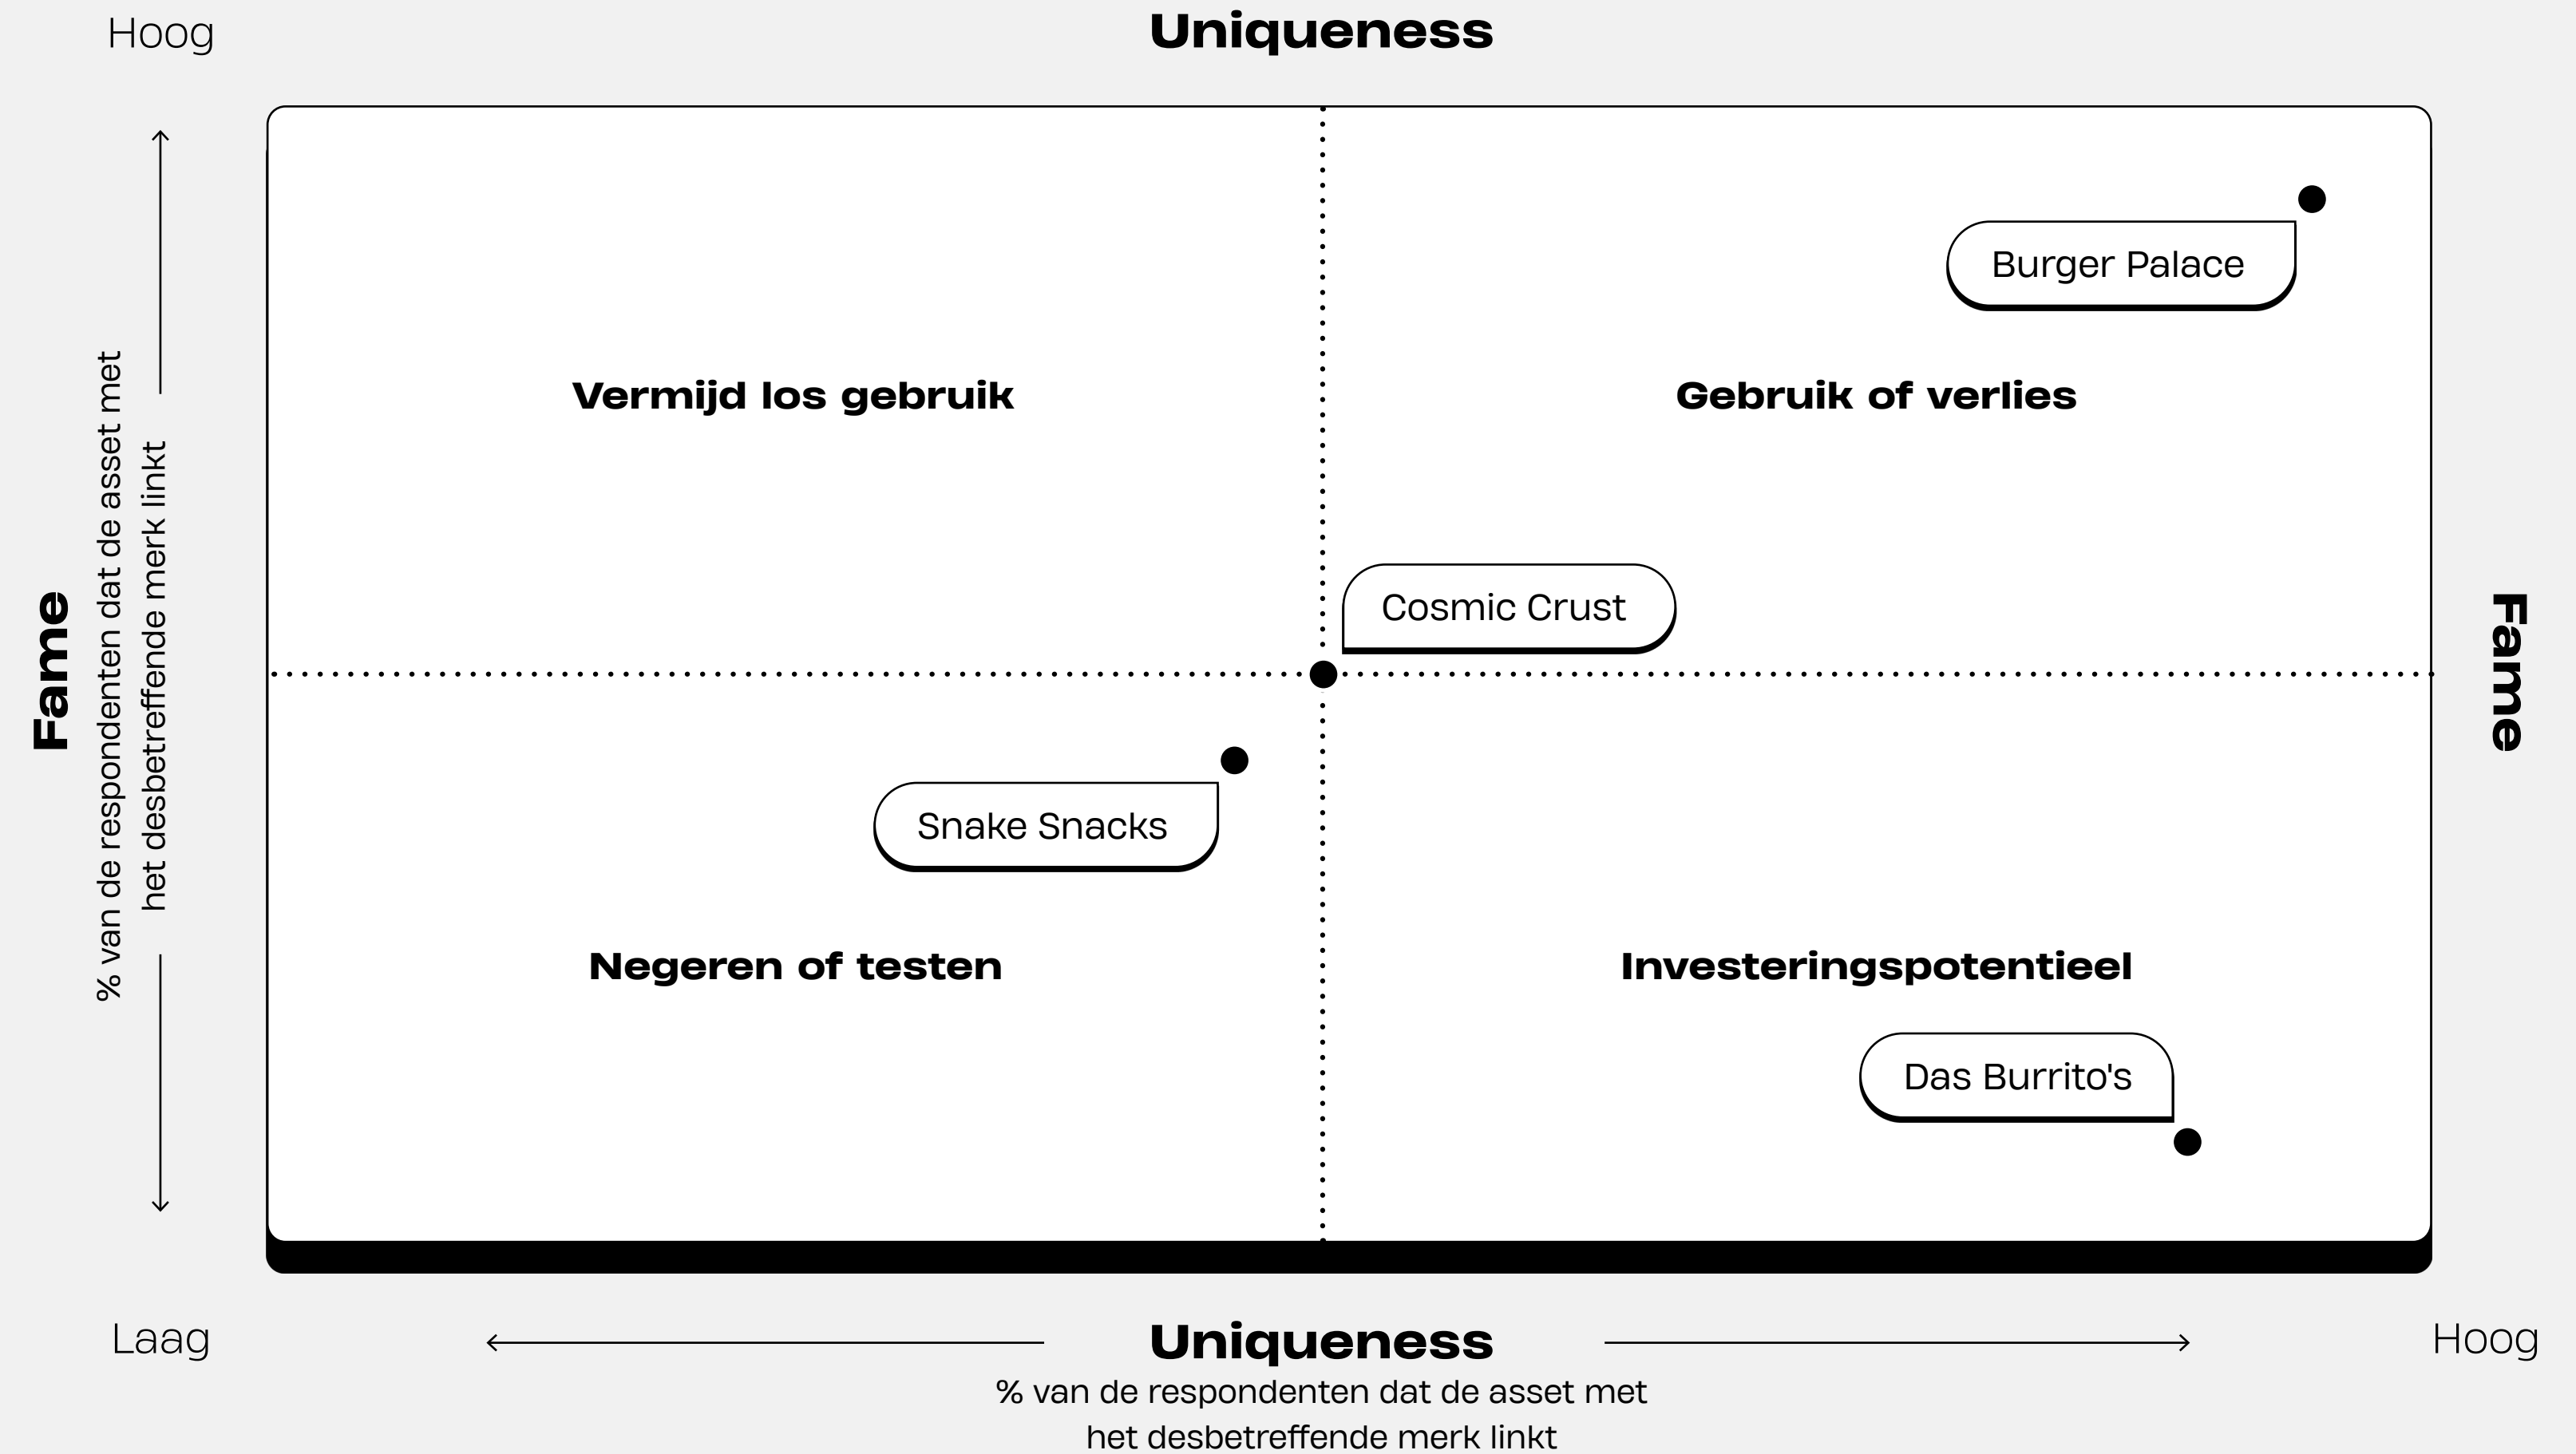 Hoog
Uniqueness
Burger Palace
Vermijd los gebruik
Gebruik of verlies
Fame
% van de respondenten dat de asset met
het desbetreffende merk linkt
Cosmic Crust
Fame
Snake Snacks
Negeren of testen
Investeringspotentieel
Das Burrito's
Laag
Uniqueness
Hoog
% van de respondenten dat de asset met
het desbetreffende merk linkt